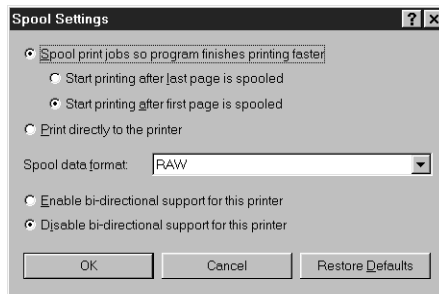 Spool Settings
Spool print jobs so program finishes printing faster
Start printing after last page is spooled
Start printing after first page is spooled
Print directly to the printer
Spool data format: RAW
Enable bi-directional support for this printer
Disable bi-directional support for this printer
OK Cancel Restore Defaults